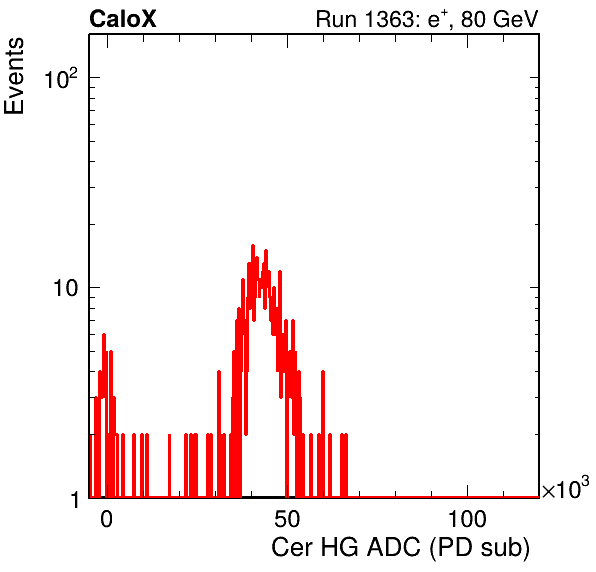 CaloX Run 1363: e⁺, 80 GeV
Events
10²
10
1
0 50 100
×10³
Cer HG ADC (PD sub)